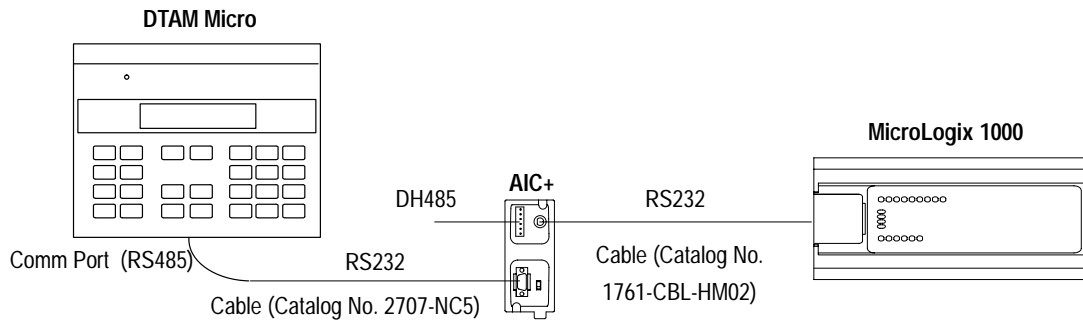 DTAM Micro
MicroLogix 1000
AIC+
DH485
RS232
Comm Port (RS485)
RS232
Cable (Catalog No.
1761-CBL-HM02)
Cable (Catalog No. 2707-NC5)